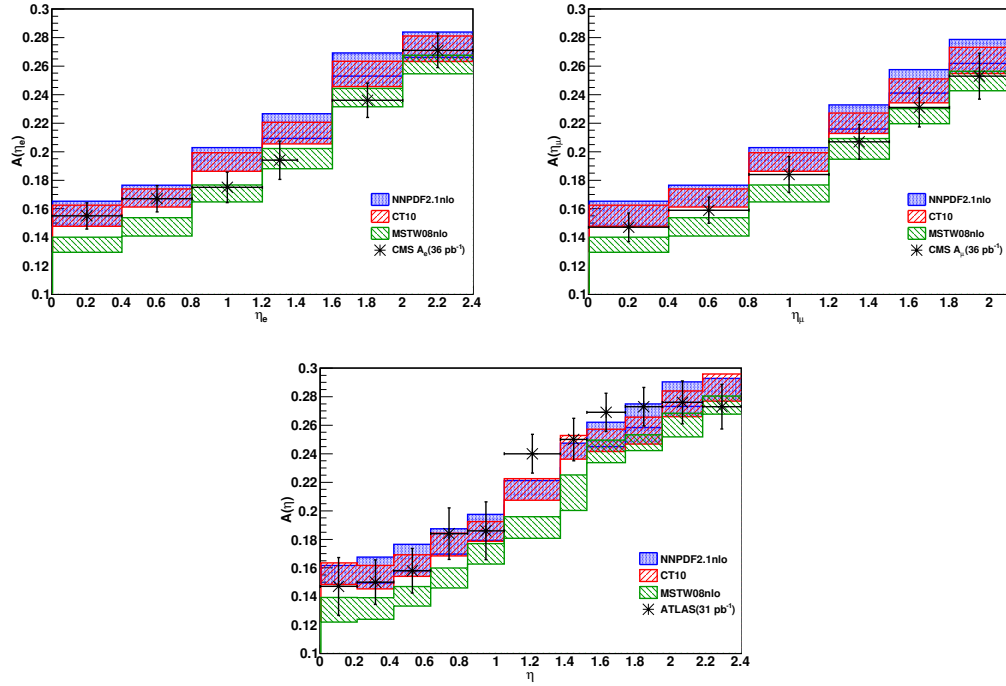 A(ηe)
0.3
0.28
0.26
0.24
0.22
0.2
0.18
0.16
0.14
0.12
0.1
0 0.2 0.4 0.6 0.8 1 1.2 1.4 1.6 1.8 2 2.2 2.4
ηe
NNPDF2.1nlo
CT10
MSTW08nlo
CMS Ae(36 pb⁻¹)
A(ημ)
0.3
0.28
0.26
0.24
0.22
0.2
0.18
0.16
0.14
0.12
0.1
0 0.2 0.4 0.6 0.8 1 1.2 1.4 1.6 1.8 2
ημ
NNPDF2.1nlo
CT10
MSTW08nlo
CMS Aμ(36 pb⁻¹)
A(η)
0.3
0.28
0.26
0.24
0.22
0.2
0.18
0.16
0.14
0.12
0.1
0 0.2 0.4 0.6 0.8 1 1.2 1.4 1.6 1.8 2 2.2 2.4
η
NNPDF2.1nlo
CT10
MSTW08nlo
ATLAS(31 pb⁻¹)